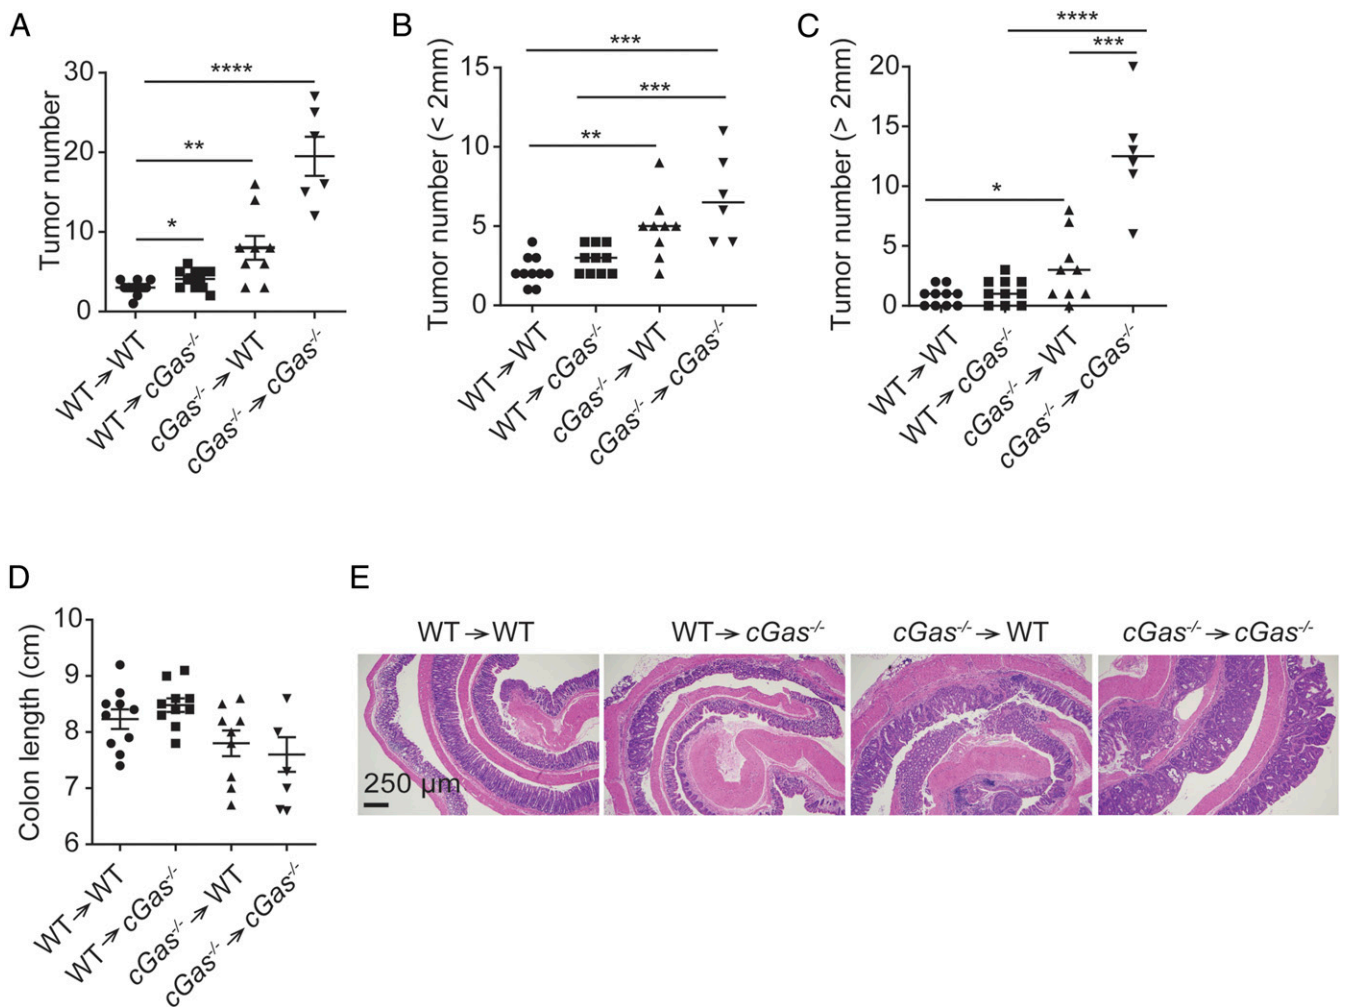 A
Tumor number
30
20
10
0
****
**
*
WT→WT
WT→cGas-/-
cGas-/-→WT
cGas-/-→cGas-/-
B
Tumor number (< 2mm)
15
10
5
0
***
***
**
WT→WT
WT→cGas-/-
cGas-/-→WT
cGas-/-→cGas-/-
C
Tumor number (> 2mm)
20
15
10
5
0
****
***
*
WT→WT
WT→cGas-/-
cGas-/-→WT
cGas-/-→cGas-/-
D
Colon length (cm)
10
9
8
7
6
WT→WT
WT→cGas-/-
cGas-/-→WT
cGas-/-→cGas-/-
E
WT→WT
WT→cGas-/-
cGas-/-→WT
cGas-/-→cGas-/-
250 μm